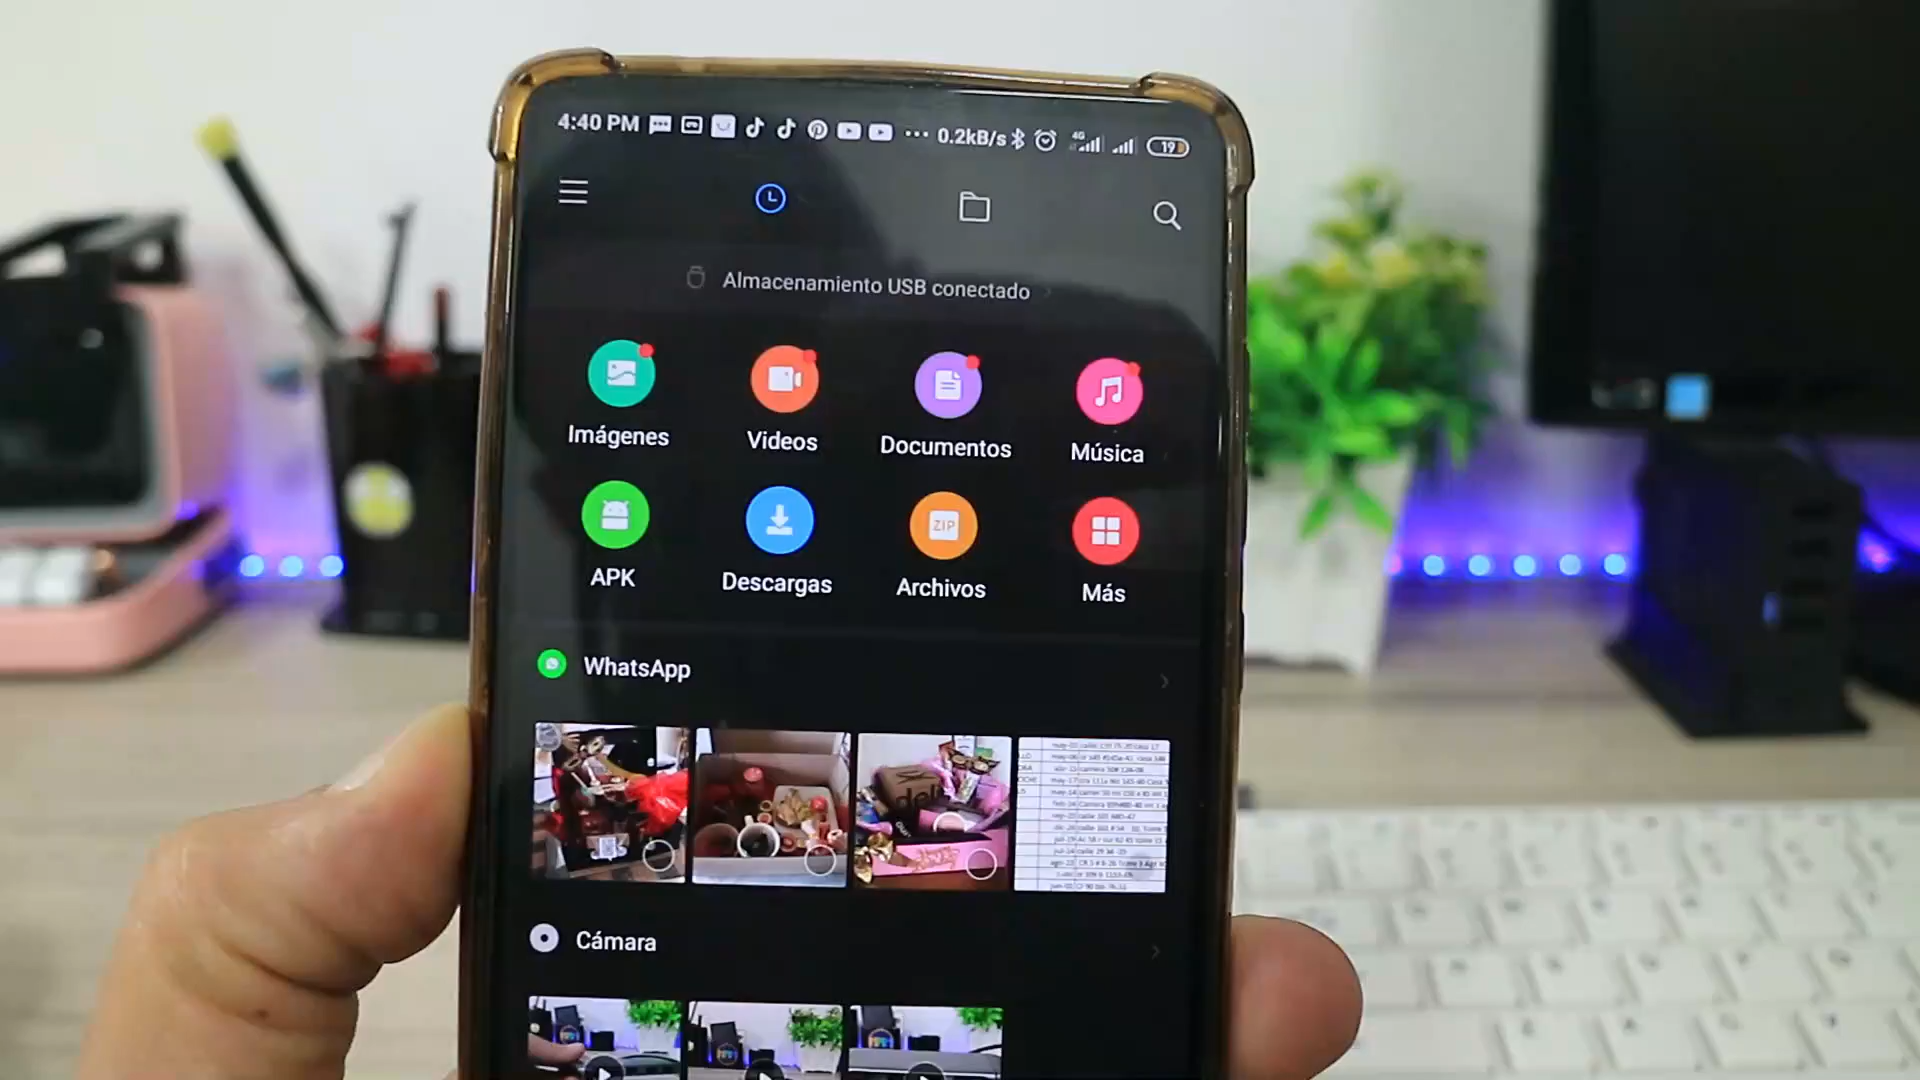 4:40 PM 0.2kB/s 4G 19
Almacenamiento USB conectado
Imágenes Videos Documentos Música
ZIP
APK Descargas Archivos Más
WhatsApp
Cámara